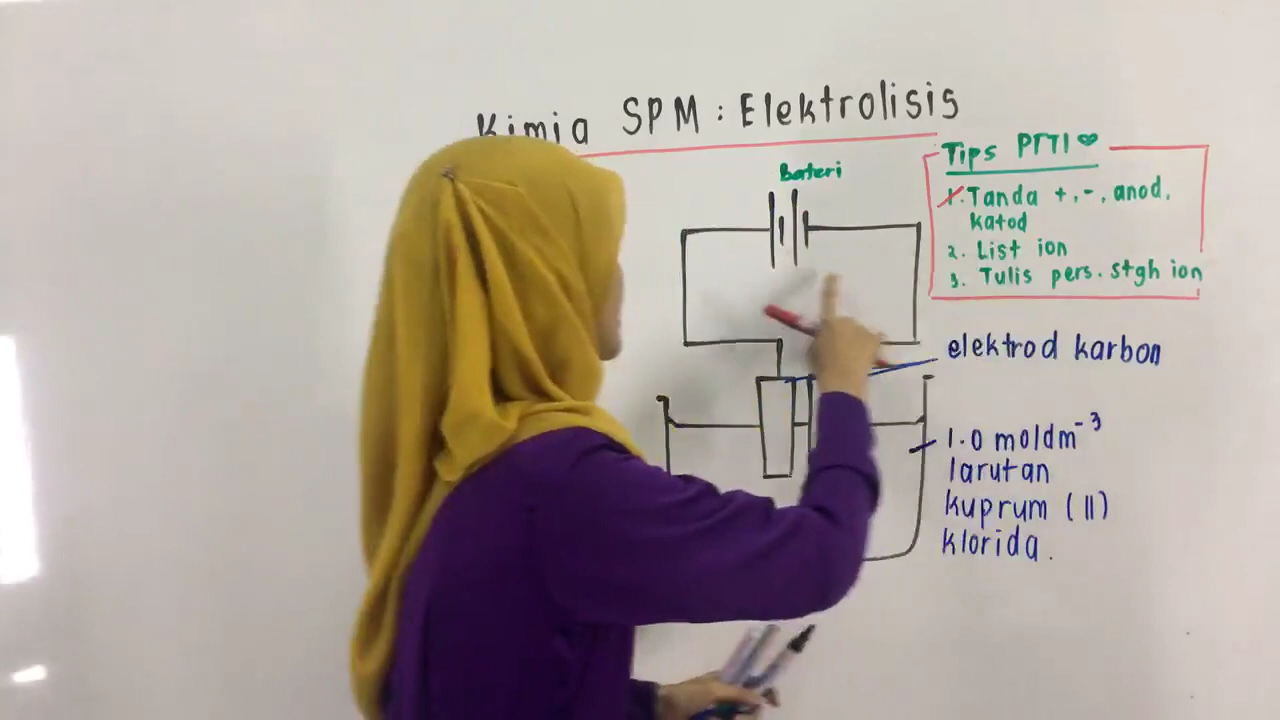 Kimia SPM : Elektrolisis
Bateri
Tips PTTI ♥
1. Tanda +, -, anod,
katod
2. List ion
3. Tulis pers. stgh ion
elektrod karbon
1.0 moldm⁻³
larutan
kuprum (II)
klorida.